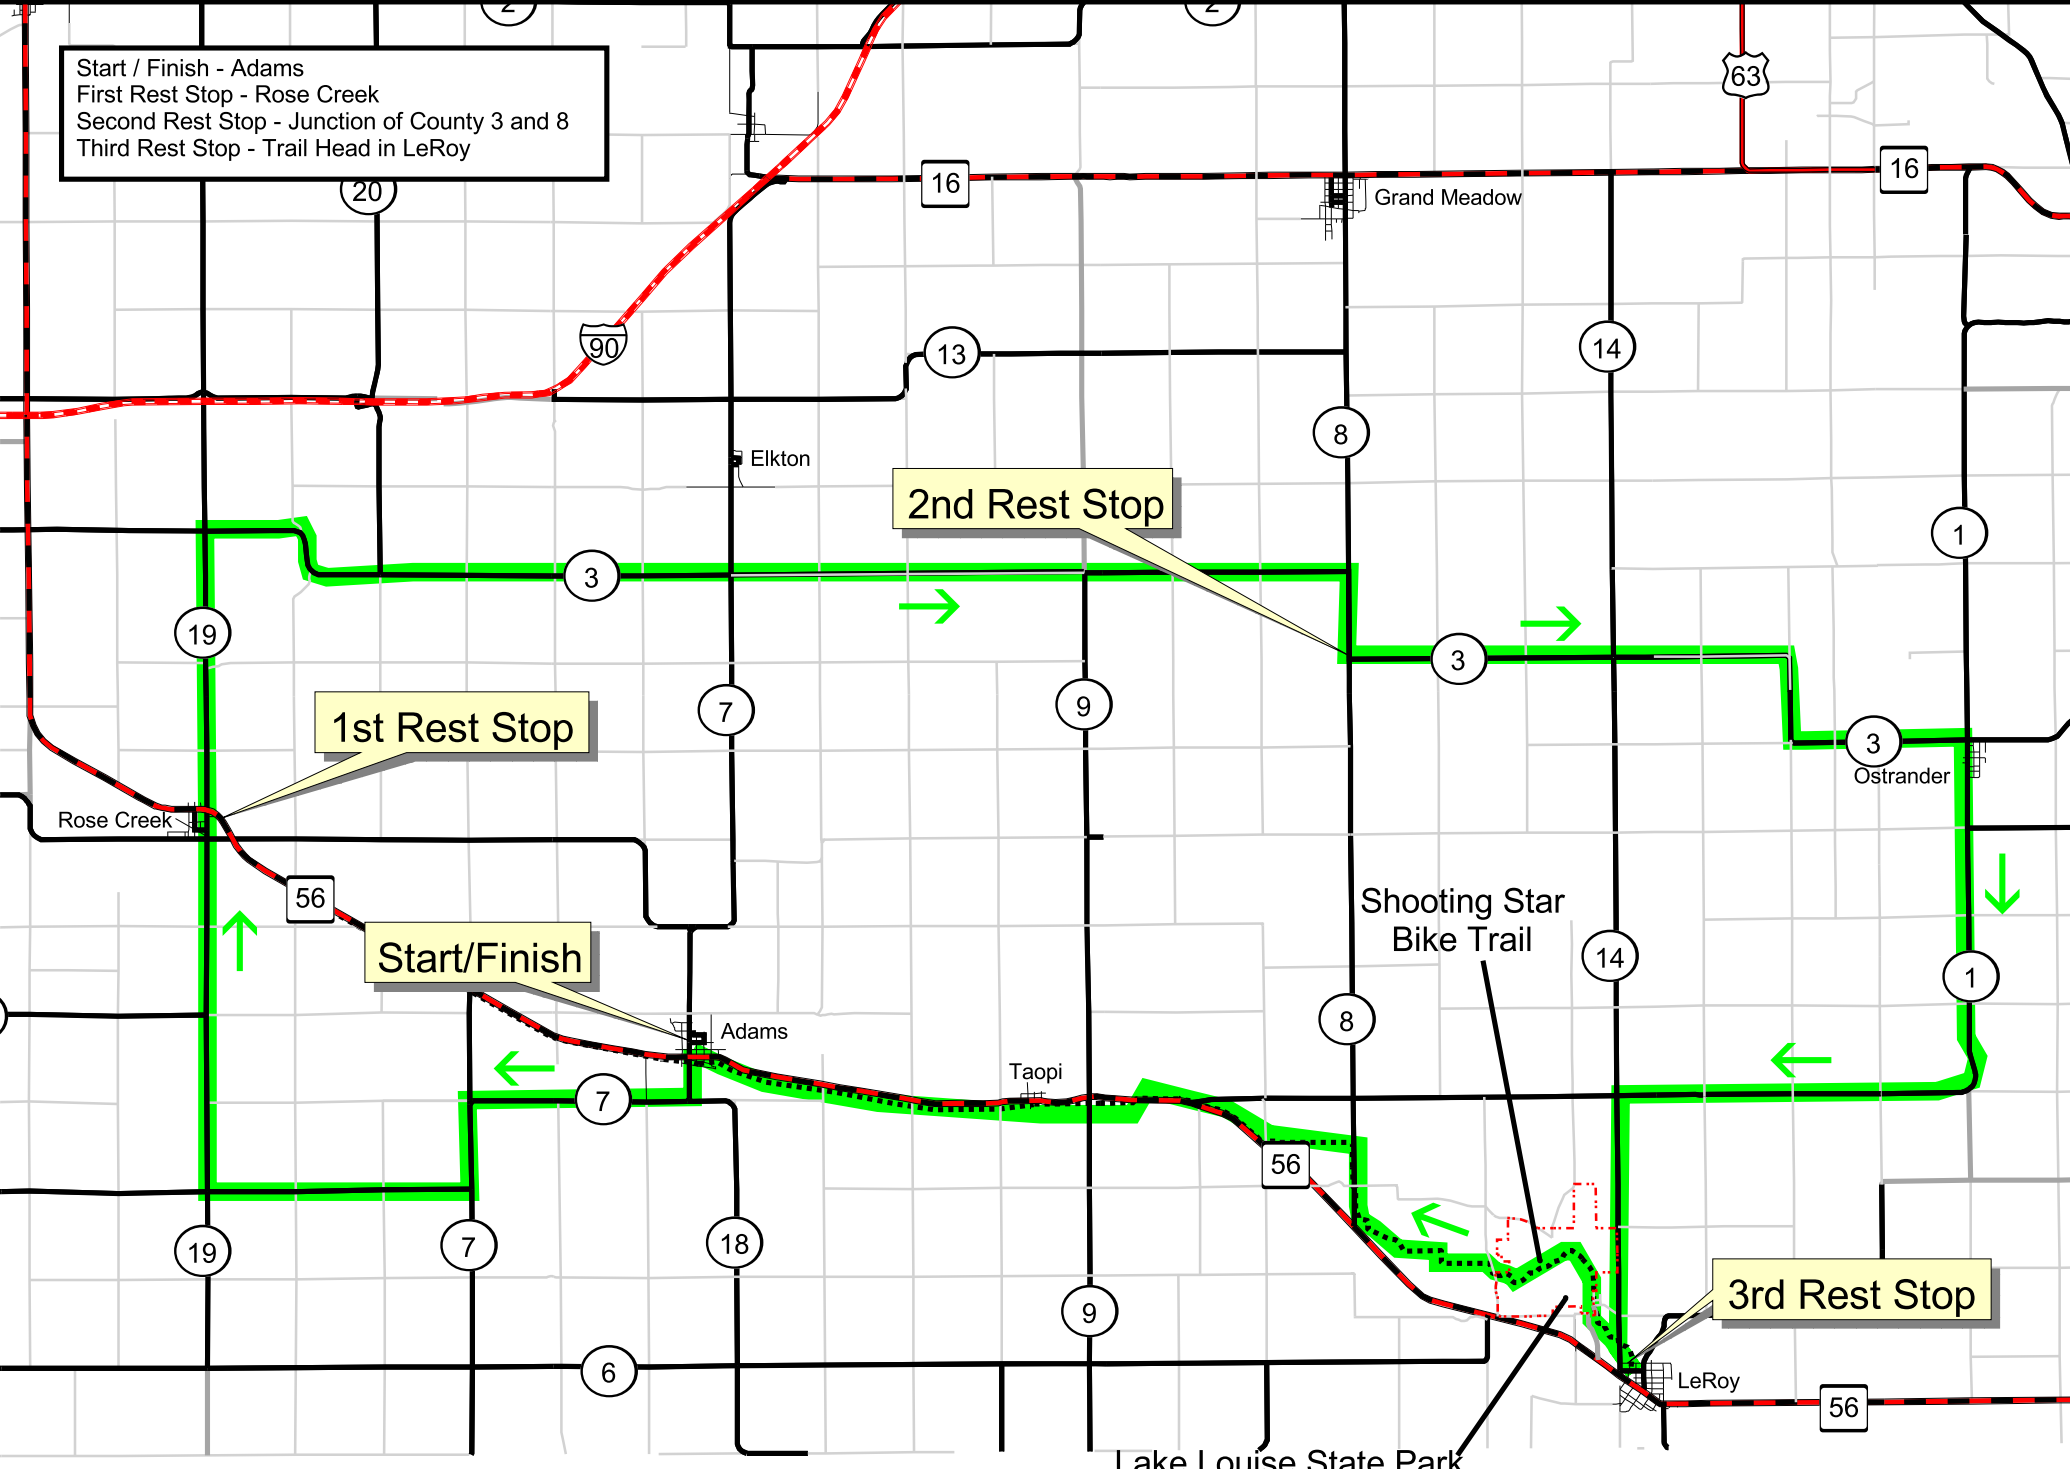 2
2
Start / Finish - Adams
First Rest Stop - Rose Creek
Second Rest Stop - Junction of County 3 and 8
Third Rest Stop - Trail Head in LeRoy
63
16
16
20
Grand Meadow
90
13
14
8
Elkton
2nd Rest Stop
1
3
19
3
7
9
1st Rest Stop
3
Ostrander
Rose Creek
56
Shooting Star
Bike Trail
Start/Finish
14
1
8
Adams
Taopi
7
56
19
7
18
9
3rd Rest Stop
6
LeRoy
56
Lake Louise State Park